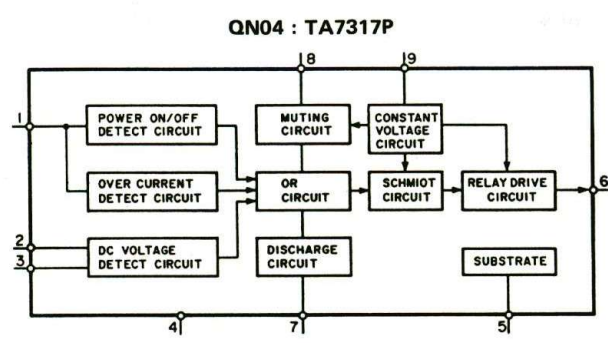 QN04 : TA7317P
8
9
1
POWER ON/OFF
DETECT CIRCUIT
MUTING
CIRCUIT
CONSTANT
VOLTAGE
CIRCUIT
OVER CURRENT
DETECT CIRCUIT
OR
CIRCUIT
SCHMIOT
CIRCUIT
RELAY DRIVE
CIRCUIT
6
2
3
DC VOLTAGE
DETECT CIRCUIT
DISCHARGE
CIRCUIT
SUBSTRATE
4
7
5